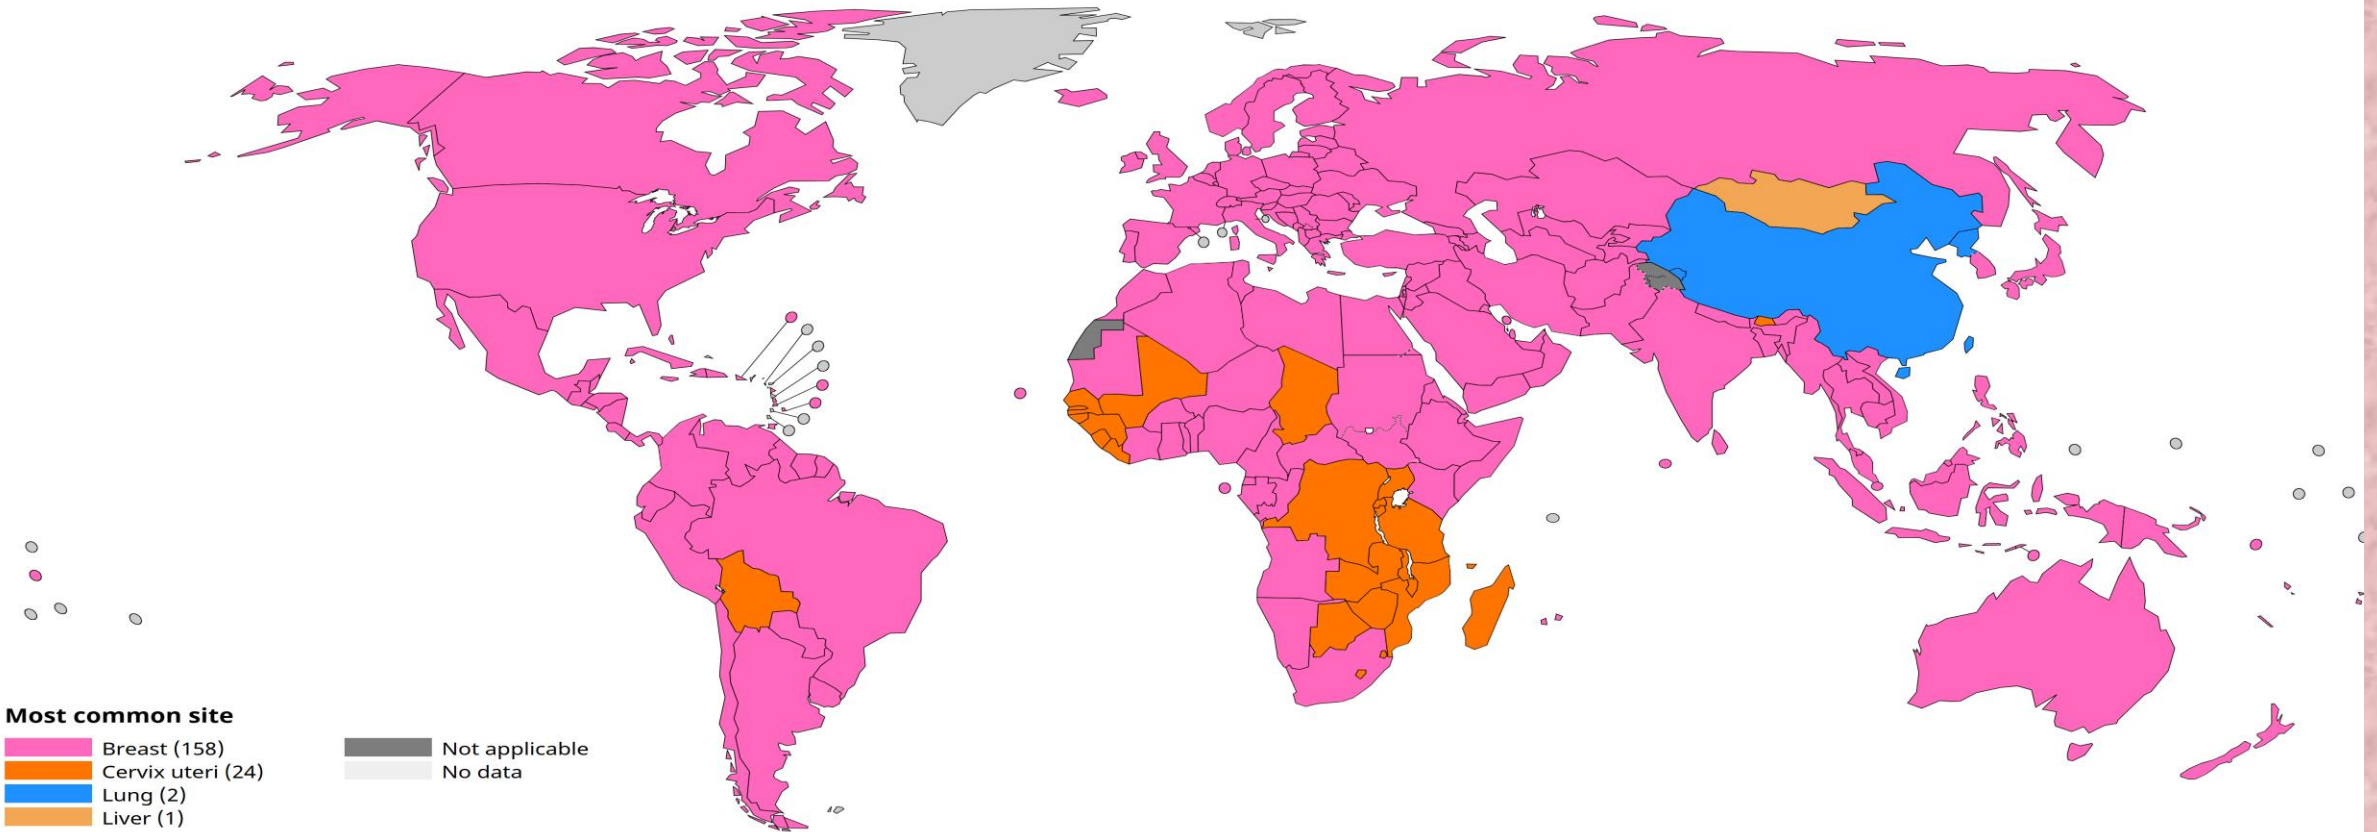 Most common site
Breast (158)
Cervix uteri (24)
Lung (2)
Liver (1)
Not applicable
No data